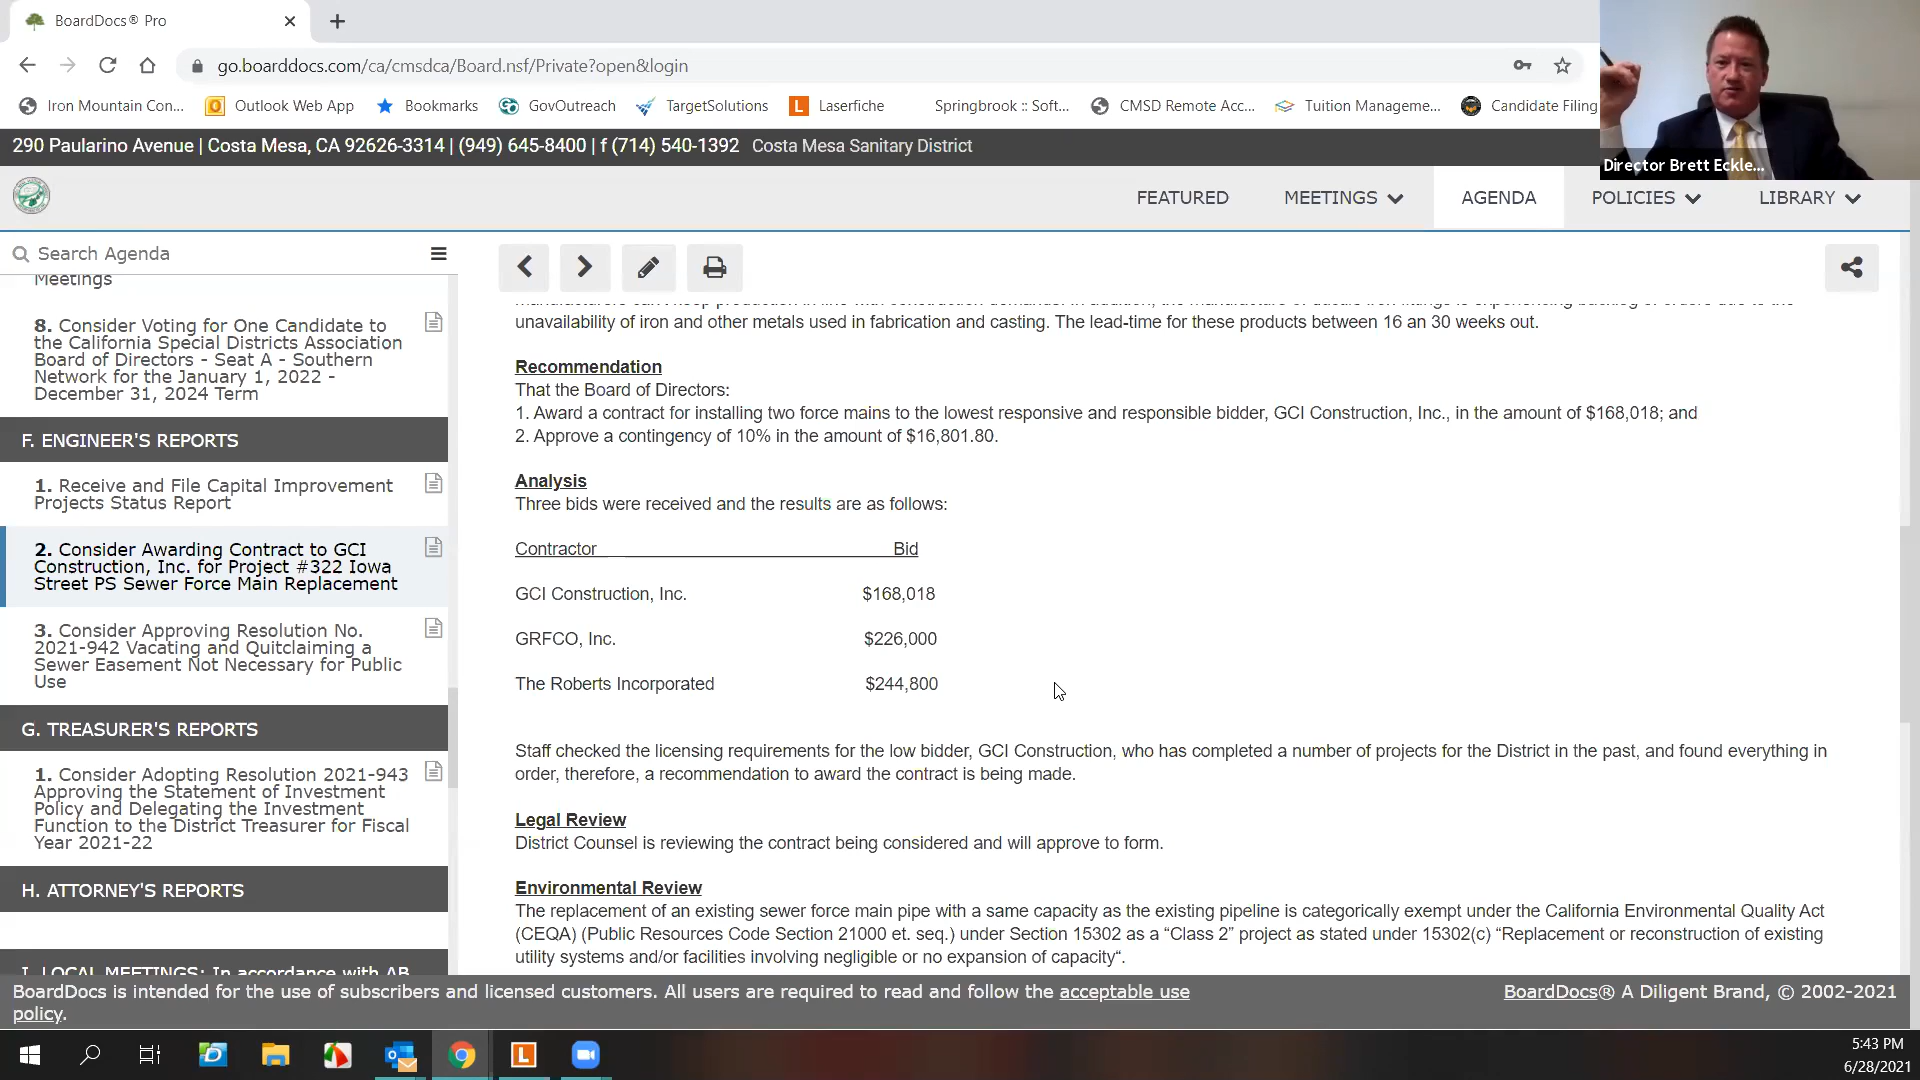 BoardDocs® Pro
go.boarddocs.com/ca/cmsdca/Board.nsf/Private?open&login
Iron Mountain Con... Outlook Web App Bookmarks GovOutreach TargetSolutions Laserfiche Springbrook :: Soft... CMSD Remote Acc... Tuition Manageme... Candidate Filing
290 Paularino Avenue | Costa Mesa, CA 92626-3314 | (949) 645-8400 | f (714) 540-1392 Costa Mesa Sanitary District
Director Brett Eckle...
FEATURED MEETINGS AGENDA POLICIES LIBRARY
Search Agenda
Meetings
8. Consider Voting for One Candidate to
the California Special Districts Association
Board of Directors - Seat A - Southern
Network for the January 1, 2022 -
December 31, 2024 Term
F. ENGINEER'S REPORTS
1. Receive and File Capital Improvement
Projects Status Report
2. Consider Awarding Contract to GCI
Construction, Inc. for Project #322 Iowa
Street PS Sewer Force Main Replacement
3. Consider Approving Resolution No.
2021-942 Vacating and Quitclaiming a
Sewer Easement Not Necessary for Public
Use
G. TREASURER'S REPORTS
1. Consider Adopting Resolution 2021-943
Approving the Statement of Investment
Policy and Delegating the Investment
Function to the District Treasurer for Fiscal
Year 2021-22
H. ATTORNEY'S REPORTS
I. LOCAL MEETINGS: In accordance with AB
unavailability of iron and other metals used in fabrication and casting. The lead-time for these products between 16 an 30 weeks out.
Recommendation
That the Board of Directors:
1. Award a contract for installing two force mains to the lowest responsive and responsible bidder, GCI Construction, Inc., in the amount of $168,018; and
2. Approve a contingency of 10% in the amount of $16,801.80.
Analysis
Three bids were received and the results are as follows:
Contractor Bid
GCI Construction, Inc. $168,018
GRFCO, Inc. $226,000
The Roberts Incorporated $244,800
Staff checked the licensing requirements for the low bidder, GCI Construction, who has completed a number of projects for the District in the past, and found everything in
order, therefore, a recommendation to award the contract is being made.
Legal Review
District Counsel is reviewing the contract being considered and will approve to form.
Environmental Review
The replacement of an existing sewer force main pipe with a same capacity as the existing pipeline is categorically exempt under the California Environmental Quality Act
(CEQA) (Public Resources Code Section 21000 et. seq.) under Section 15302 as a “Class 2” project as stated under 15302(c) “Replacement or reconstruction of existing
utility systems and/or facilities involving negligible or no expansion of capacity“.
BoardDocs is intended for the use of subscribers and licensed customers. All users are required to read and follow the acceptable use
policy.
BoardDocs® A Diligent Brand, © 2002-2021
5:43 PM
6/28/2021